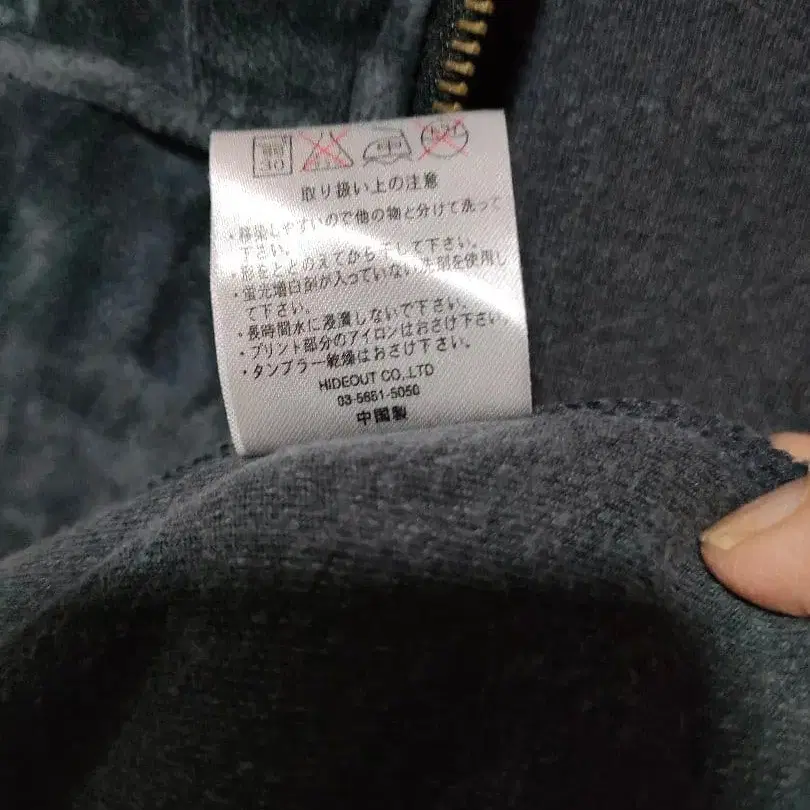 30
取り扱い上の注意
・移染しやすいので他の物と分けて洗って
下さい。
・形をととのえてから干して下さい。
・蛍光増白剤が入っていない洗剤を使用し
て下さい。
・長時間水に浸漬しないで下さい。
・プリント部分のアイロンはおさけ下さい
・タンブラー乾燥はおさけ下さい。
HIDEOUT CO.,LTD
03-5651-5050
中国製